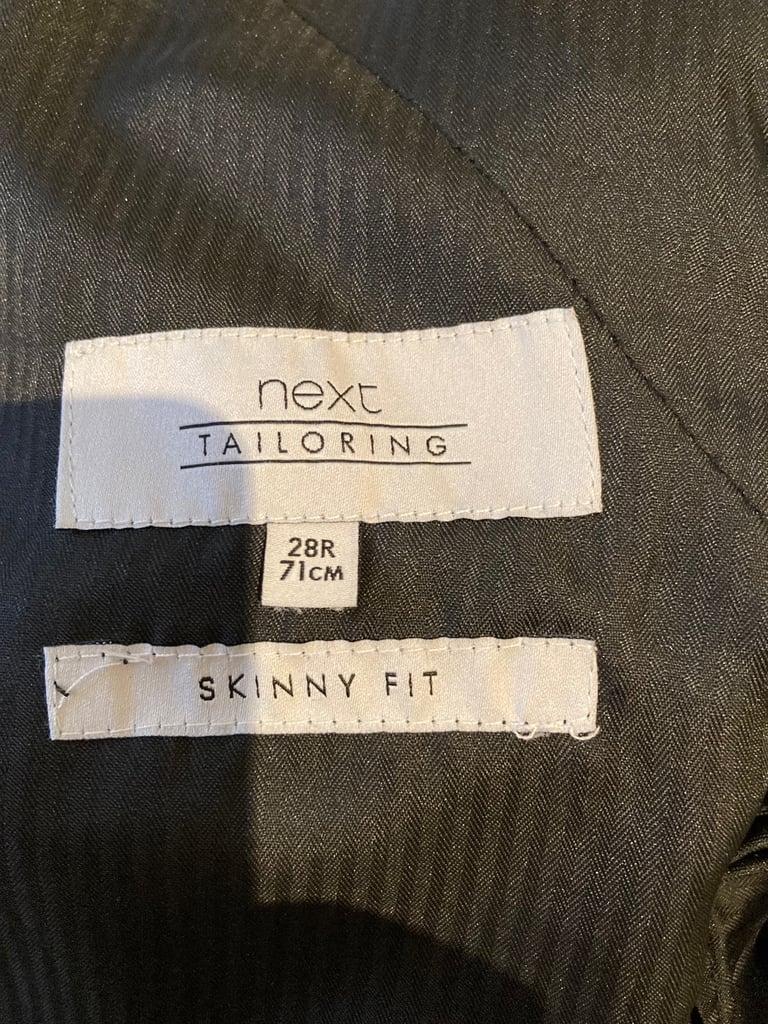 next
TAILORING
28R
71CM
SKINNY FIT